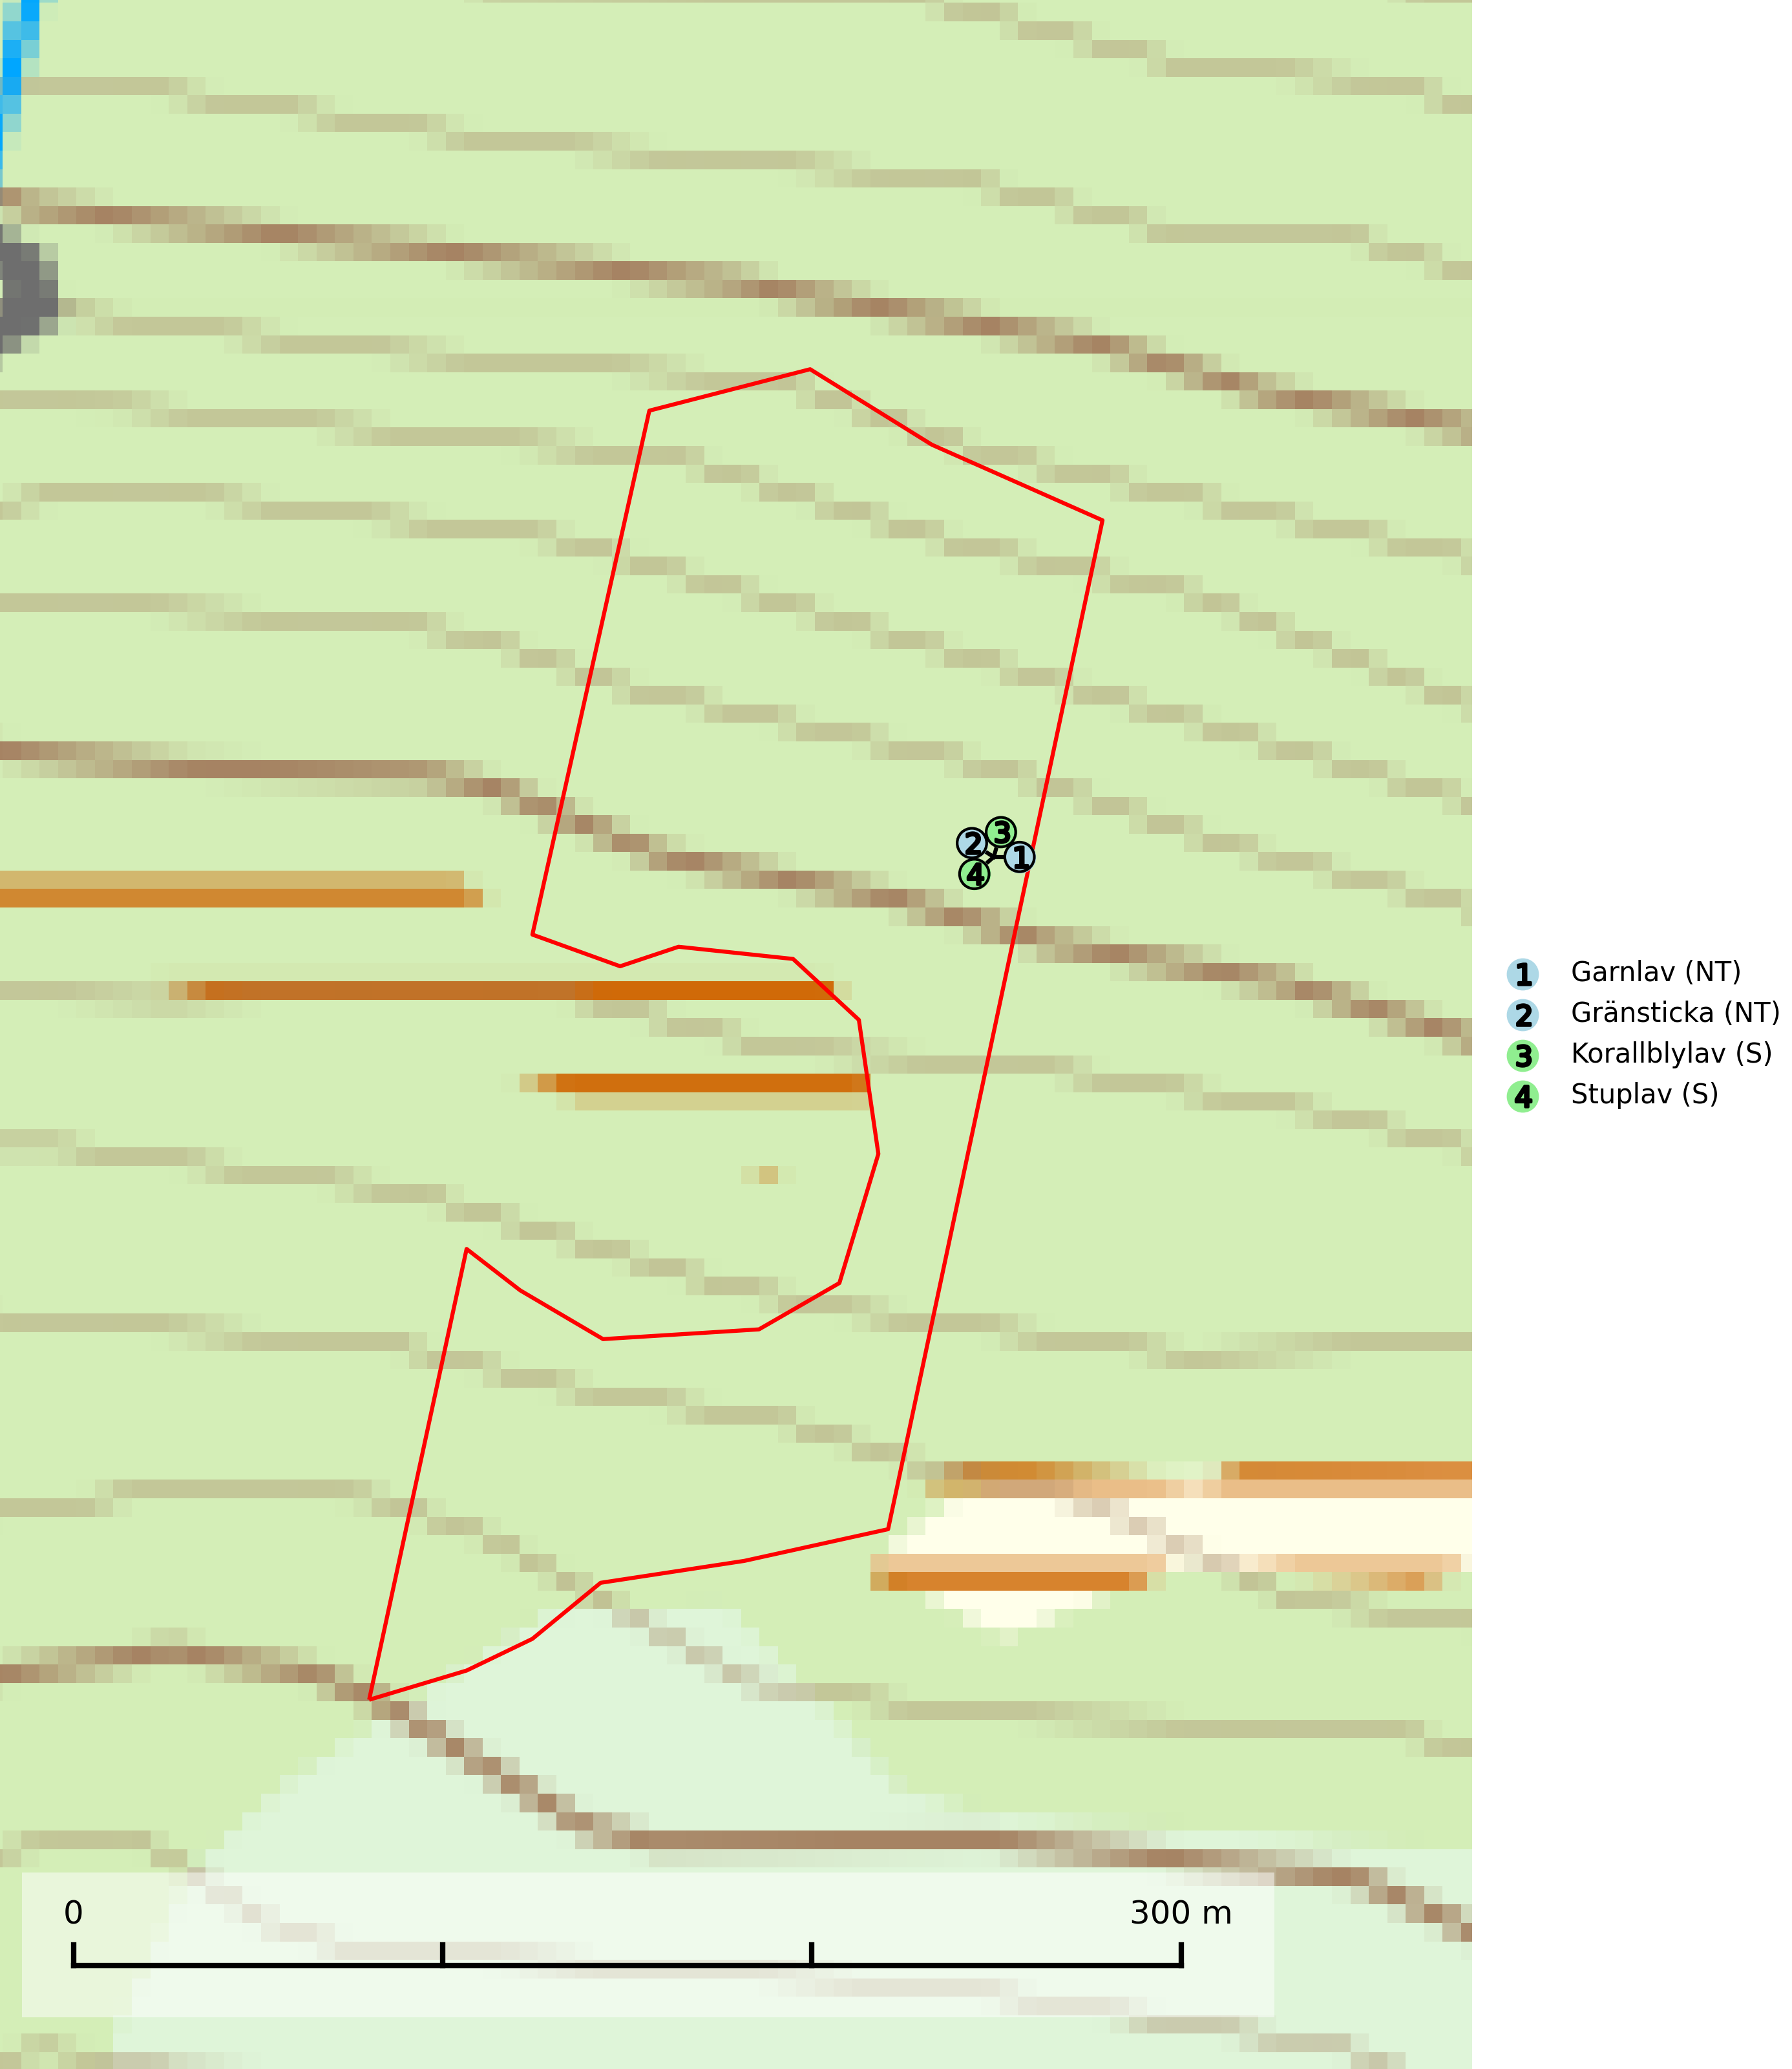 3
2
1
4
1 Garnlav (NT)
2 Gränsticka (NT)
3 Korallblylav (S)
4 Stuplav (S)
0 300 m